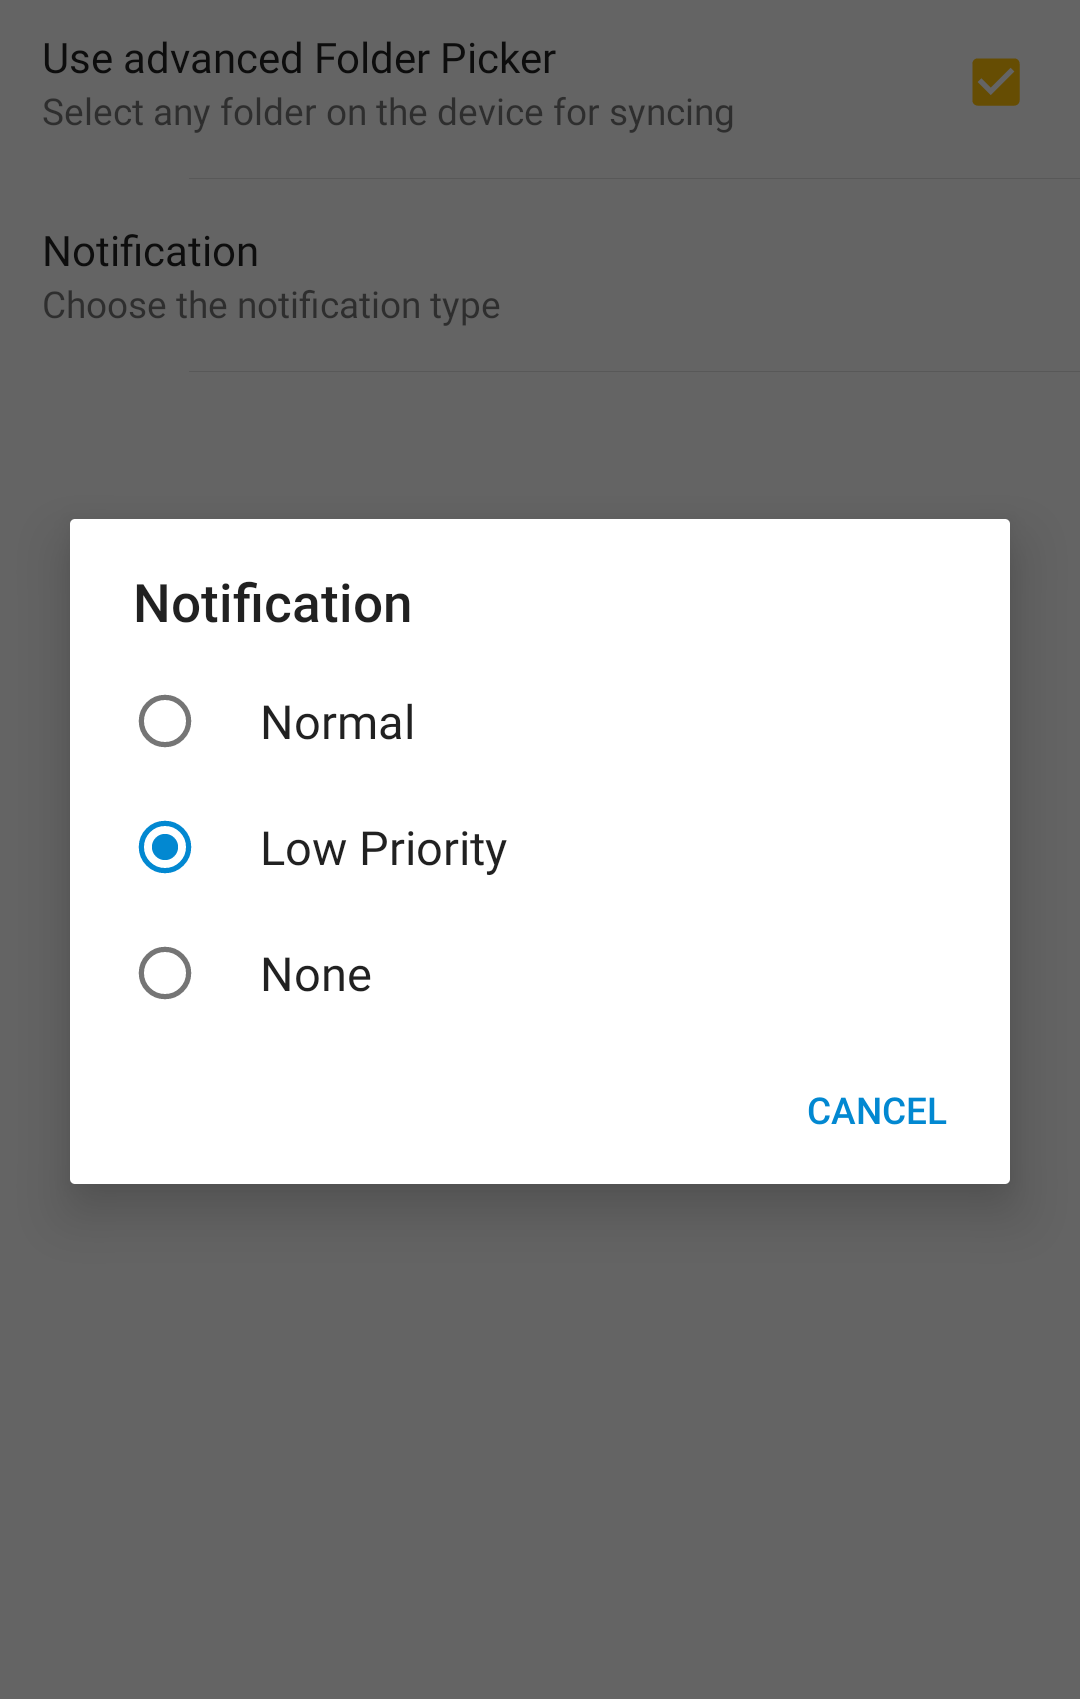 Use advanced Folder Picker
Select any folder on the device for syncing
Notification
Choose the notification type
Notification
Normal
Low Priority
None
CANCEL